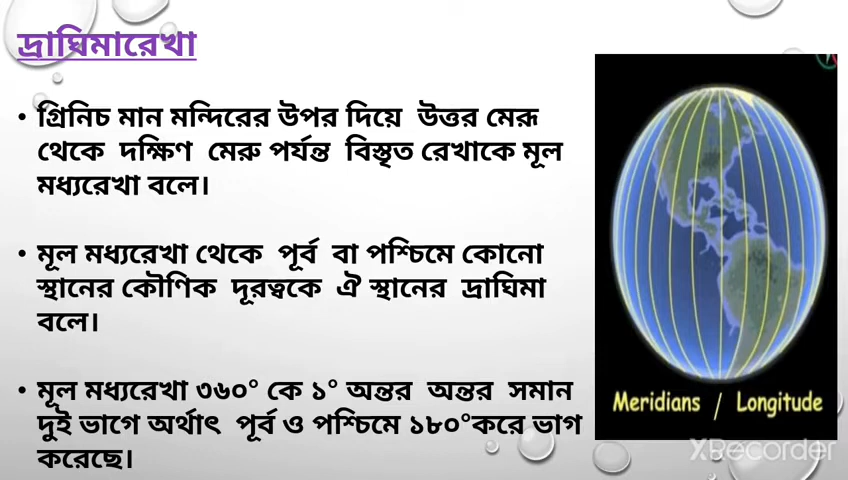 দ্রাঘিমারেখা
• গ্রিনিচ মান মন্দিরের উপর দিয়ে উত্তর মেরূ
থেকে দক্ষিণ মেরু পর্যন্ত বিস্তৃত রেখাকে মূল
মধ্যরেখা বলে।
• মূল মধ্যরেখা থেকে পূর্ব বা পশ্চিমে কোনো
স্থানের কৌণিক দূরত্বকে ঐ স্থানের দ্রাঘিমা
বলে।
• মূল মধ্যরেখা ৩৬০° কে ১° অন্তর অন্তর সমান
দুই ভাগে অর্থাৎ পূর্ব ও পশ্চিমে ১৮০°করে ভাগ
করেছে।
Meridians / Longitude
XRecorder